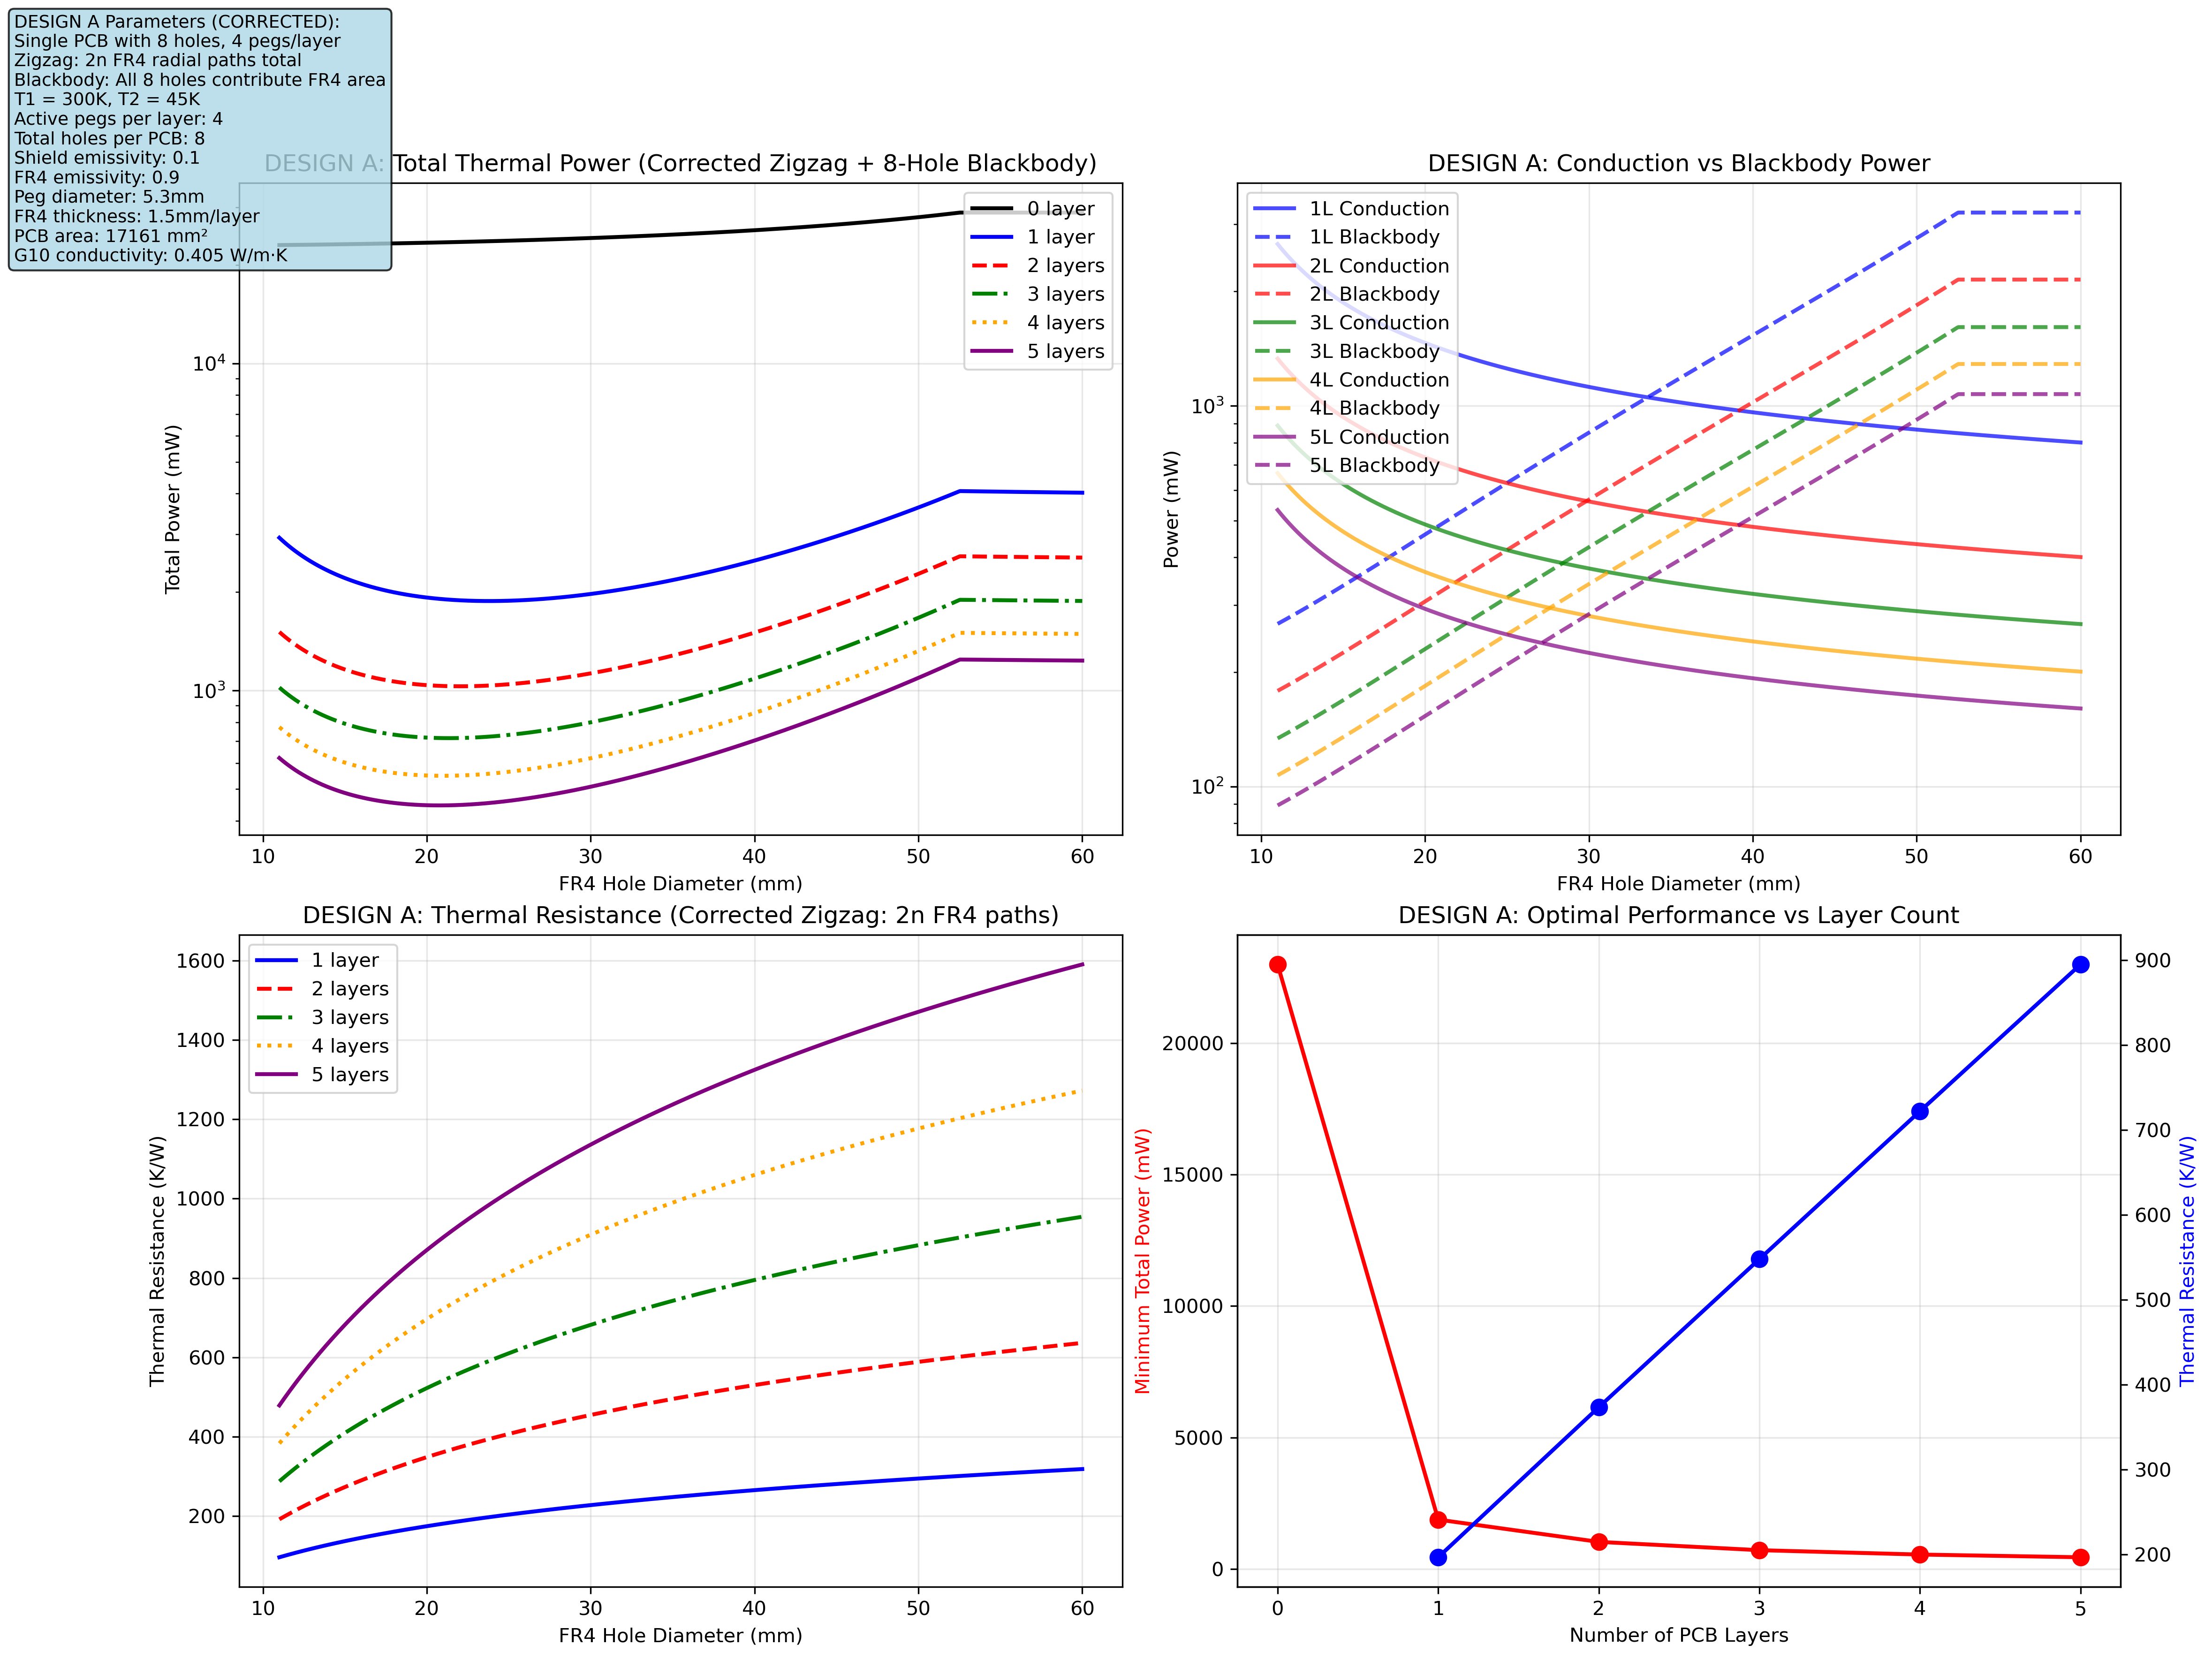 DESIGN A Parameters (CORRECTED):
Single PCB with 8 holes, 4 pegs/layer
Zigzag: 2n FR4 radial paths total
Blackbody: All 8 holes contribute FR4 area
T1 = 300K, T2 = 45K
Active pegs per layer: 4
Total holes per PCB: 8
Shield emissivity: 0.1
FR4 emissivity: 0.9
Peg diameter: 5.3mm
FR4 thickness: 1.5mm/layer
PCB area: 17161 mm²
G10 conductivity: 0.405 W/m·K
DESIGN A: Total Thermal Power (Corrected Zigzag + 8-Hole Blackbody)
Total Power (mW)
10⁴
10³
0 layer
1 layer
2 layers
3 layers
4 layers
5 layers
10 20 30 40 50 60
FR4 Hole Diameter (mm)
DESIGN A: Conduction vs Blackbody Power
Power (mW)
10³
10²
1L Conduction
1L Blackbody
2L Conduction
2L Blackbody
3L Conduction
3L Blackbody
4L Conduction
4L Blackbody
5L Conduction
5L Blackbody
10 20 30 40 50 60
FR4 Hole Diameter (mm)
DESIGN A: Thermal Resistance (Corrected Zigzag: 2n FR4 paths)
Thermal Resistance (K/W)
1600
1400
1200
1000
800
600
400
200
1 layer
2 layers
3 layers
4 layers
5 layers
10 20 30 40 50 60
FR4 Hole Diameter (mm)
DESIGN A: Optimal Performance vs Layer Count
Minimum Total Power (mW)
20000
15000
10000
5000
0
900
800
700
600
500
400
300
200
Thermal Resistance (K/W)
0 1 2 3 4 5
Number of PCB Layers